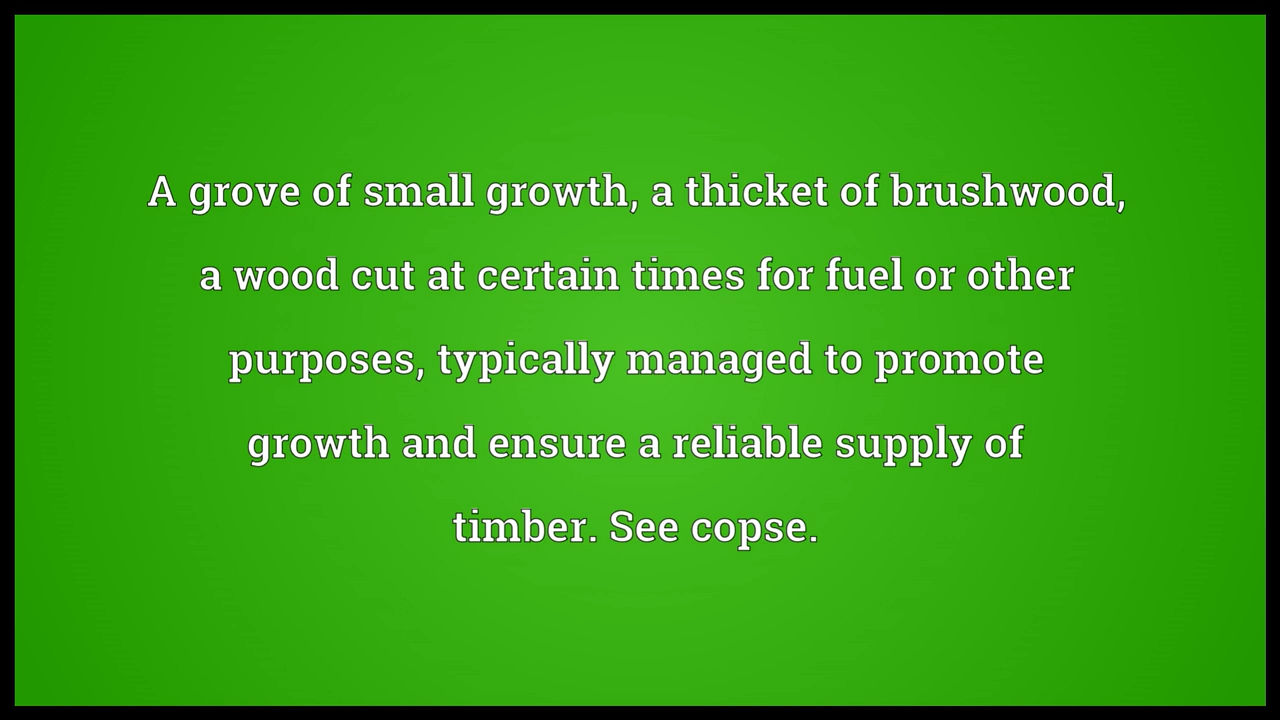 A grove of small growth, a thicket of brushwood,
a wood cut at certain times for fuel or other
purposes, typically managed to promote
growth and ensure a reliable supply of
timber. See copse.